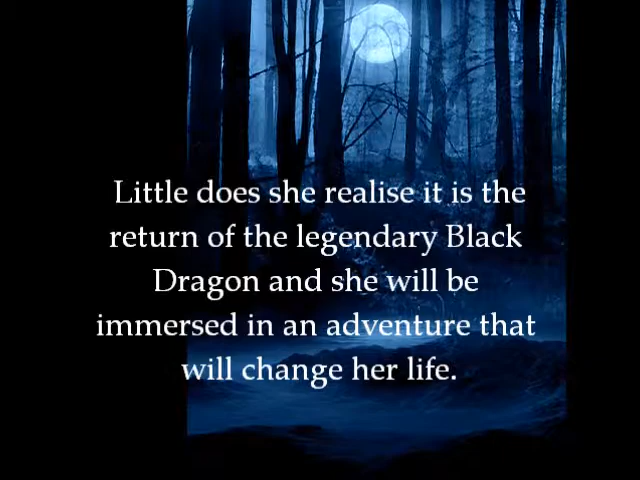 Little does she realise it is the
return of the legendary Black
Dragon and she will be
immersed in an adventure that
will change her life.